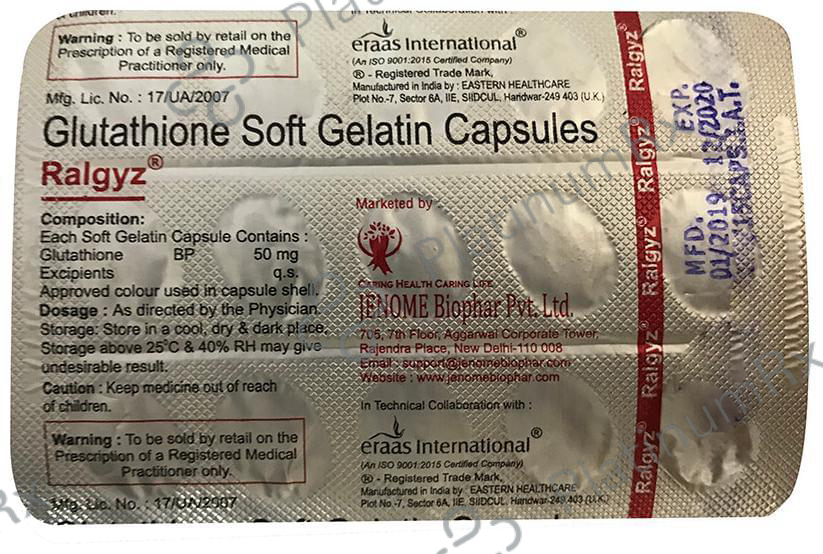 of children.
In Technical Collaboration with :
Warning : To be sold by retail on the
Prescription of a Registered Medical
Practitioner only.
eraas International®
(An ISO 9001:2015 Certified Company)
® - Registered Trade Mark,
Manufactured in India by : EASTERN HEALTHCARE
Plot No.-7, Sector 6A, IIE, SIIDCUL, Haridwar-249 403 (U.K.)
Mfg. Lic. No. : 17/UA/2007
Glutathione Soft Gelatin Capsules
Ralgyz®
Composition:
Each Soft Gelatin Capsule Contains :
Glutathione BP 50 mg
Excipients q.s.
Approved colour used in capsule shell.
Dosage : As directed by the Physician.
Storage: Store in a cool, dry & dark place.
Storage above 25°C & 40% RH may give
undesirable result.
Caution : Keep medicine out of reach
of children.
Marketed by
CARING HEALTH CARING LIFE
JENOME Biophar Pvt. Ltd.
705, 7th Floor, Aggarwal Corporate Tower,
Rajendra Place, New Delhi-110 008
Email : support@jenomebiophar.com
Website : www.jenomebiophar.com
In Technical Collaboration with :
eraas International®
(An ISO 9001:2015 Certified Company)
® - Registered Trade Mark,
Manufactured in India by : EASTERN HEALTHCARE
Plot No.-7, Sector 6A, IIE, SIIDCUL, Haridwar-249 403 (U.K.)
Warning : To be sold by retail on the
Prescription of a Registered Medical
Practitioner only.
Mfg. Lic. No. : 17/UA/2007
Ralgyz® Ralgyz® Ralgyz® Ralgyz® Ralgyz® Ralgyz®
MFD. EXP.
01/2019 12/2020
A.T.
PlatinumRx
PlatinumRx